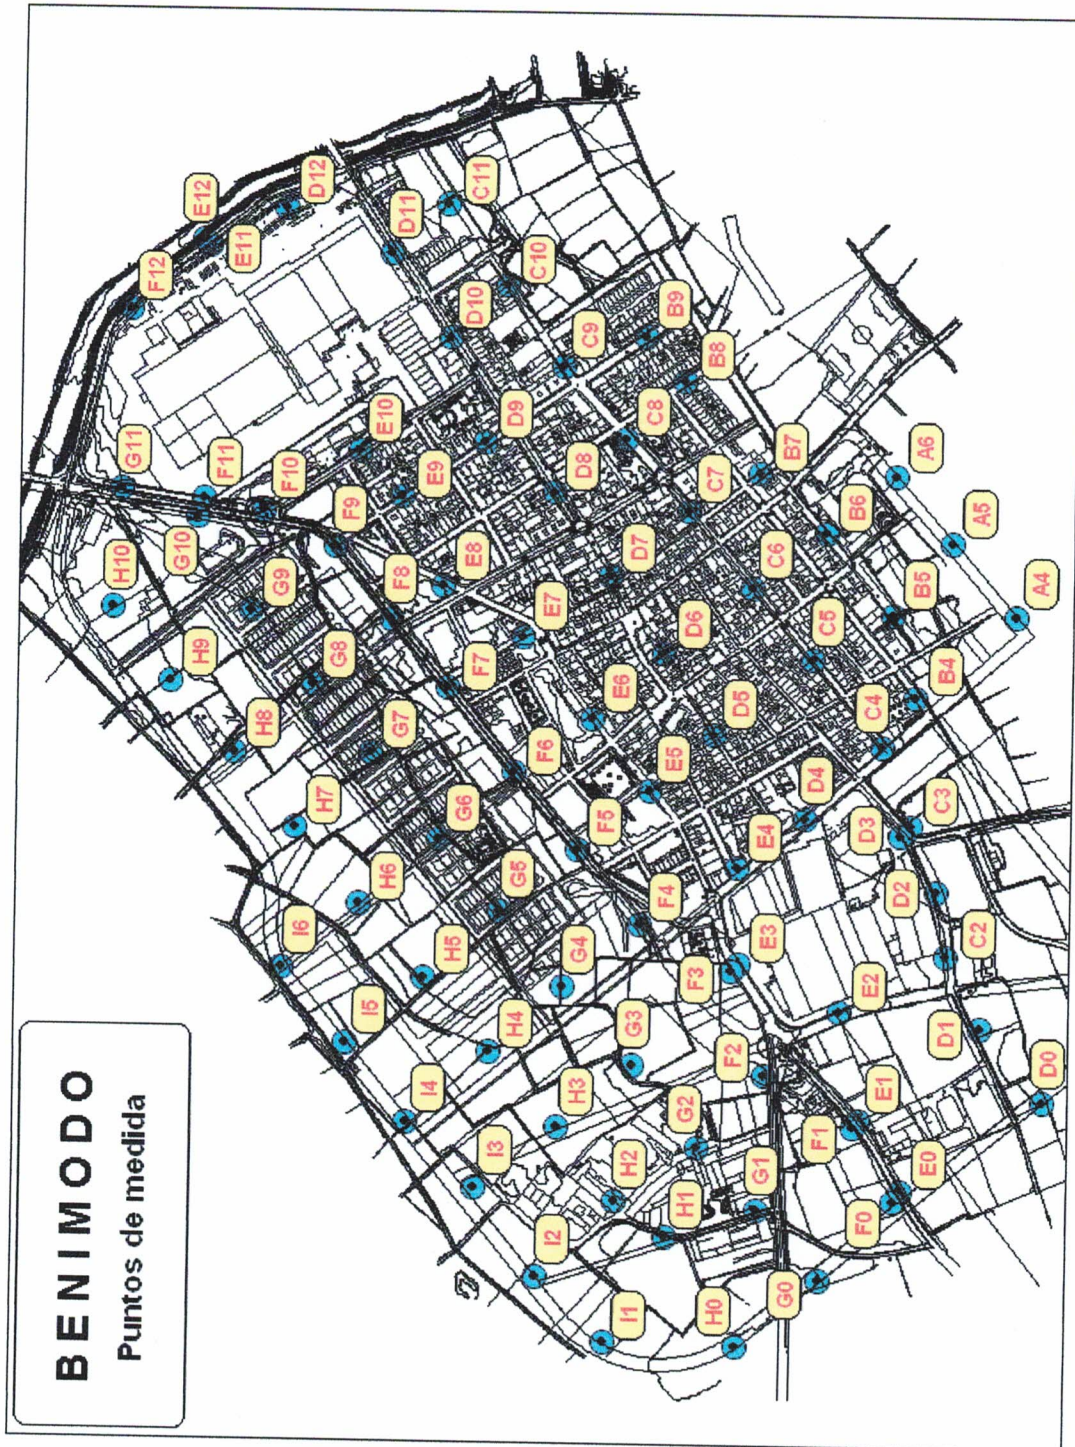 BENIMODO
Puntos de medida
I1
I2
I3
I4
I5
I6
H0
H1
H2
H3
H4
H5
H6
H7
H8
H9
H10
G0
G1
G2
G3
G4
G5
G6
G7
G8
G9
G10
G11
F0
F1
F2
F3
F4
F5
F6
F7
F8
F9
F10
F11
F12
E0
E1
E2
E3
E4
E5
E6
E7
E8
E9
E10
E11
E12
D0
D1
D2
D3
D4
D5
D6
D7
D8
D9
D10
D11
D12
C2
C3
C4
C5
C6
C7
C8
C9
C10
C11
B4
B5
B6
B7
B8
B9
A4
A5
A6